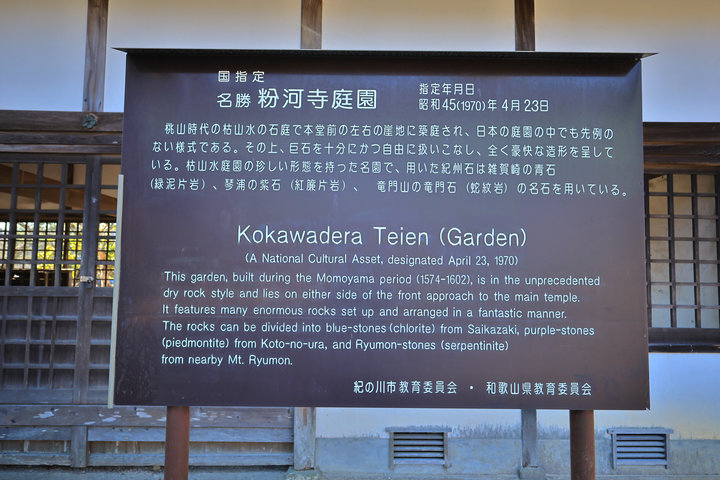 国指定
名勝 粉河寺庭園
指定年月日
昭和45(1970)年4月23日
桃山時代の枯山水の石庭で本堂前の左右の崖地に築庭され、日本の庭園の中でも先例の
ない様式である。その上、巨石を十分にかつ自由に扱いこなし、全く豪快な造形を呈して
いる。枯山水庭園の珍しい形態を持った名園で、用いた紀州石は雑賀崎の青石
(緑泥片岩)、琴浦の紫石(紅簾片岩)、 竜門山の竜門石(蛇紋岩)の名石を用いている。
Kokawadera Teien (Garden)
(A National Cultural Asset, designated April 23, 1970)
This garden, built during the Momoyama period (1574-1602), is in the unprecedented
dry rock style and lies on either side of the front approach to the main temple.
It features many enormous rocks set up and arranged in a fantastic manner.
The rocks can be divided into blue-stones (chlorite) from Saikazaki, purple-stones
(piedmontite) from Koto-no-ura, and Ryumon-stones (serpentinite)
from nearby Mt. Ryumon.
紀の川市教育委員会 ・ 和歌山県教育委員会